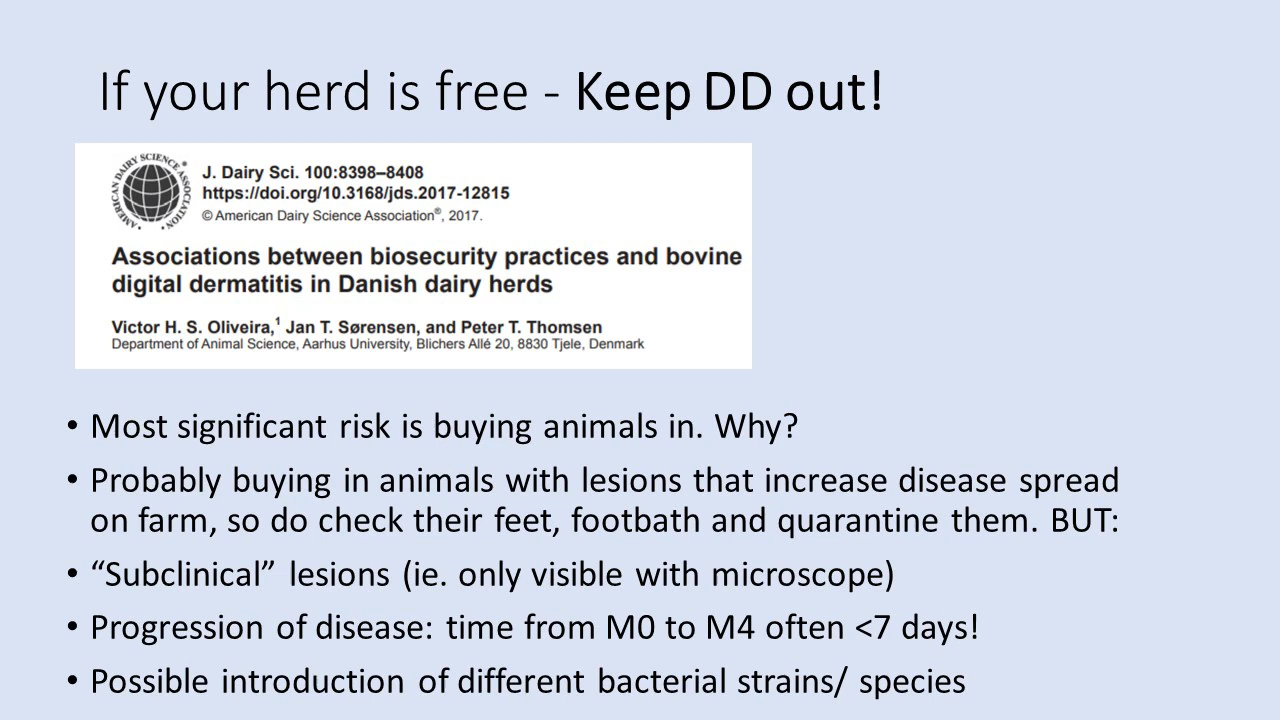 If your herd is free - Keep DD out!
AMERICAN DAIRY SCIENCE ASSOCIATION ®
J. Dairy Sci. 100:8398–8408
https://doi.org/10.3168/jds.2017-12815
© American Dairy Science Association®, 2017.
Associations between biosecurity practices and bovine
digital dermatitis in Danish dairy herds
Victor H. S. Oliveira,1 Jan T. Sørensen, and Peter T. Thomsen
Department of Animal Science, Aarhus University, Blichers Allé 20, 8830 Tjele, Denmark
• Most significant risk is buying animals in. Why?
• Probably buying in animals with lesions that increase disease spread
on farm, so do check their feet, footbath and quarantine them. BUT:
• “Subclinical” lesions (ie. only visible with microscope)
• Progression of disease: time from M0 to M4 often <7 days!
• Possible introduction of different bacterial strains/ species